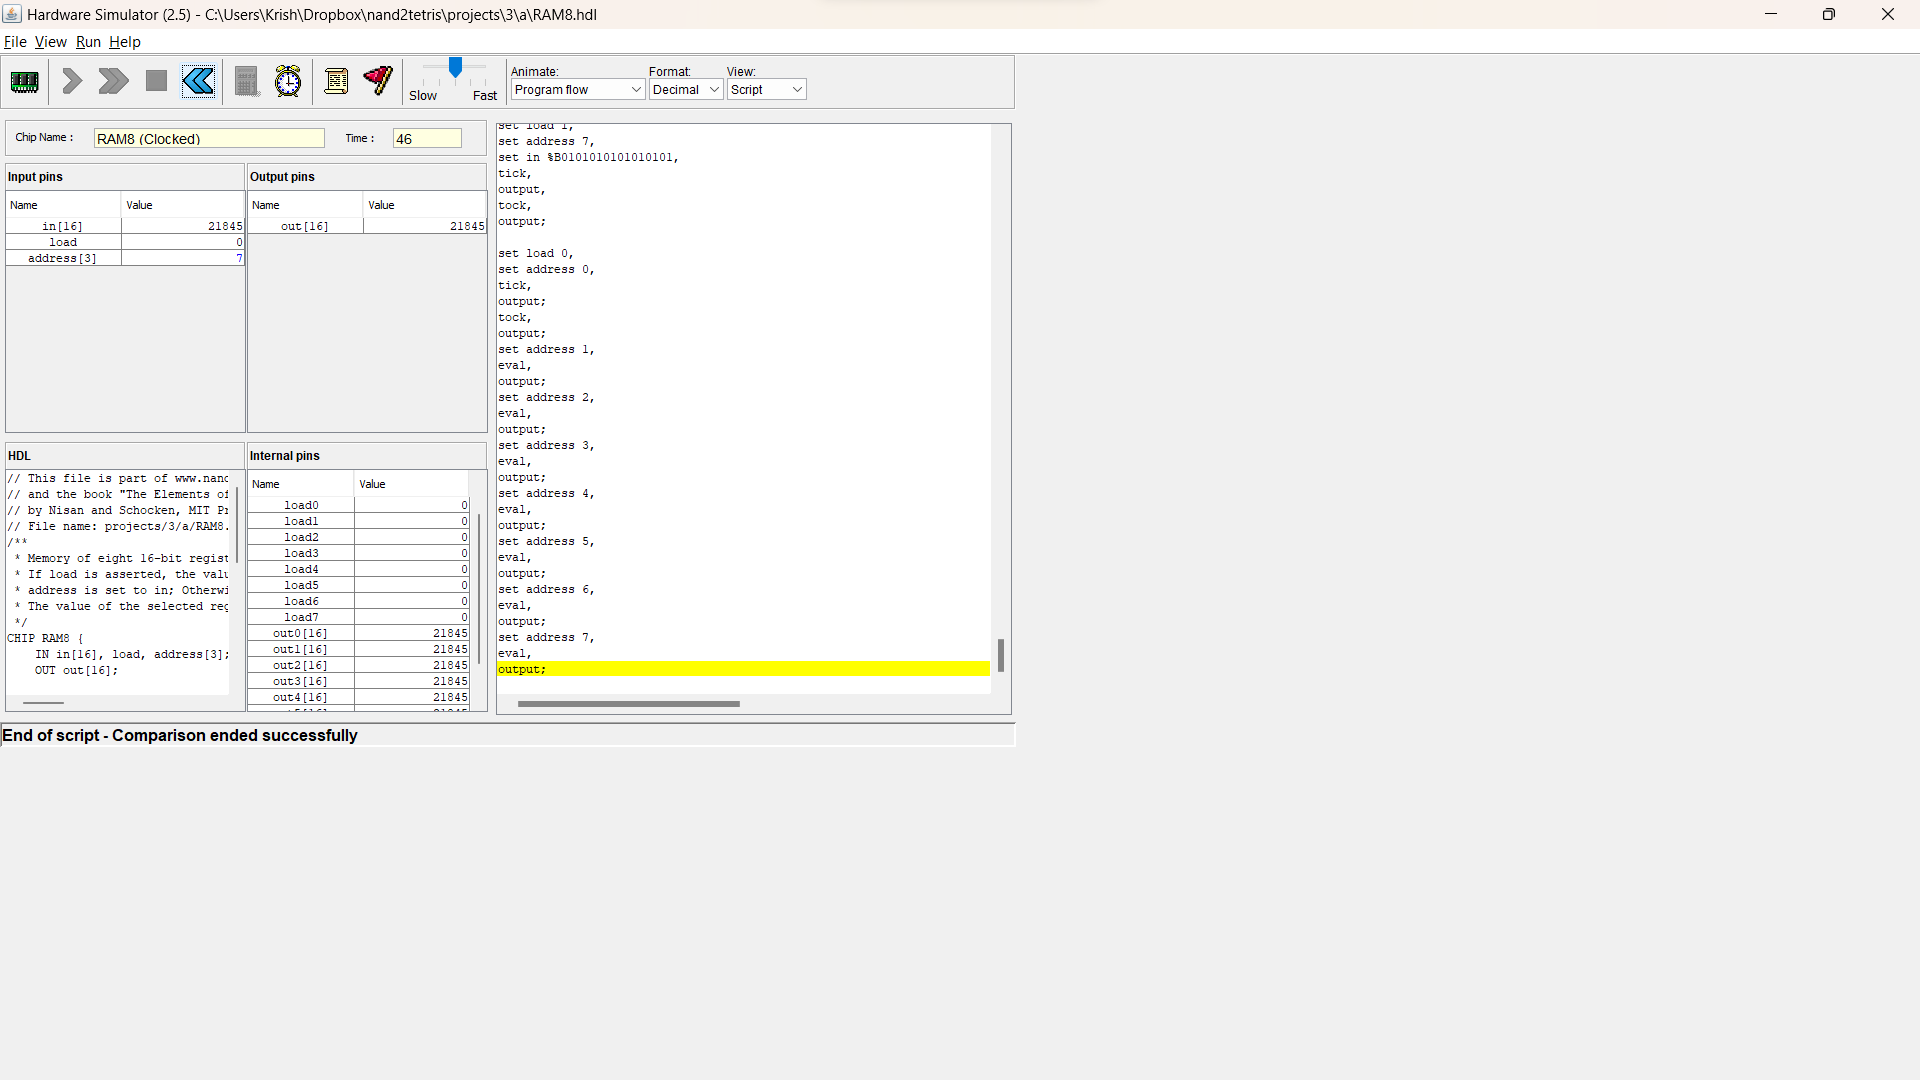 Hardware Simulator (2.5) - C:\Users\Krish\Dropbox\nand2tetris\projects\3\a\RAM8.hdl
File View Run Help
Slow Fast
Animate:
Program flow
Format:
Decimal
View:
Script
Chip Name :
RAM8 (Clocked)
Time :
46
Input pins
Name Value
in[16] 21845
load 0
address[3] 7
Output pins
Name Value
out[16] 21845
HDL
// This file is part of www.nand
// and the book "The Elements of
// by Nisan and Schocken, MIT Pr
// File name: projects/3/a/RAM8.
/**
* Memory of eight 16-bit regist
* If load is asserted, the valu
* address is set to in; Otherwi
* The value of the selected reg
*/
CHIP RAM8 {
IN in[16], load, address[3];
OUT out[16];
Internal pins
Name Value
load0 0
load1 0
load2 0
load3 0
load4 0
load5 0
load6 0
load7 0
out0[16] 21845
out1[16] 21845
out2[16] 21845
out3[16] 21845
out4[16] 21845
set load 1,
set address 7,
set in %B0101010101010101,
tick,
output,
tock,
output;
set load 0,
set address 0,
tick,
output;
tock,
output;
set address 1,
eval,
output;
set address 2,
eval,
output;
set address 3,
eval,
output;
set address 4,
eval,
output;
set address 5,
eval,
output;
set address 6,
eval,
output;
set address 7,
eval,
output;
End of script - Comparison ended successfully